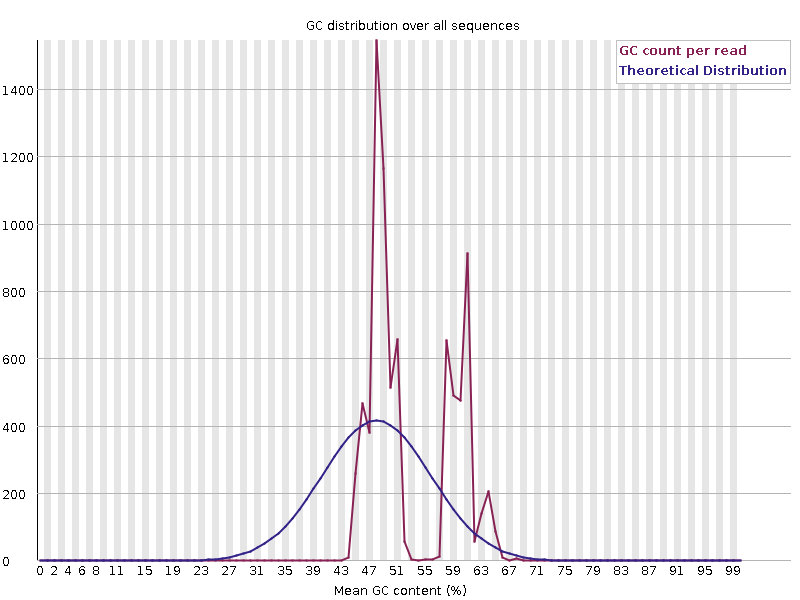 GC distribution over all sequences
GC count per read
Theoretical Distribution
1400
1200
1000
800
600
400
200
0
0 2 4 6 8 11 15 19 23 27 31 35 39 43 47 51 55 59 63 67 71 75 79 83 87 91 95 99
Mean GC content (%)